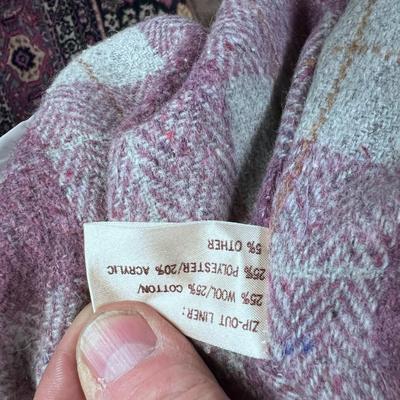 ZIP-OUT LINER:
25% WOOL/25% COTTON/
25% POLYESTER/20% ACRYLIC
5% OTHER